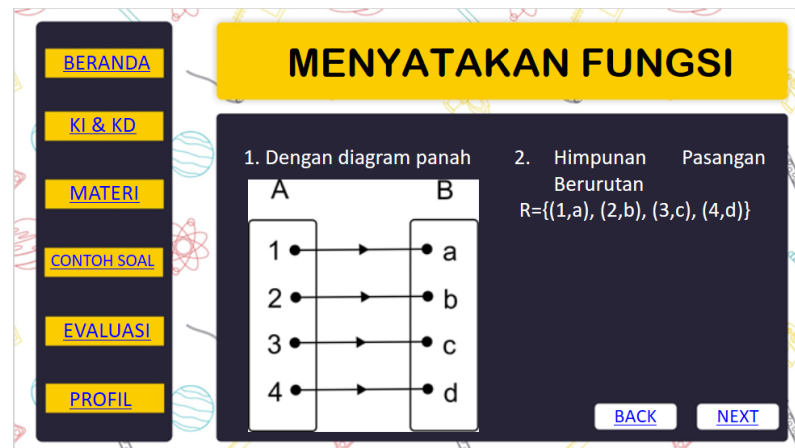 MENYATAKAN FUNGSI
BERANDA
KI & KD
MATERI
CONTOH SOAL
EVALUASI
PROFIL
1. Dengan diagram panah
A B
1 a
2 b
3 c
4 d
2. Himpunan Pasangan
Berurutan
R={(1,a), (2,b), (3,c), (4,d)}
BACK
NEXT